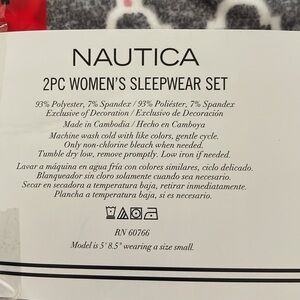 NAUTICA
2PC WOMEN'S SLEEPWEAR SET
93% Polyester, 7% Spandex / 93% Poliéster, 7% Spandex
Exclusive of Decoration / Exclusivo de Decoración
Made in Cambodia / Hecho en Camboya
Machine wash cold with like colors, gentle cycle.
Only non-chlorine bleach when needed.
Tumble dry low, remove promptly. Low iron if needed.
Lavar a máquina en agua fría con colores similares, ciclo delicado.
Blanqueador sin cloro solamente cuando sea necesario.
Secar en secadora a temperatura baja, retirar inmediatamente.
Plancha a temperatura baja, si es necesario.
RN 60766
Model is 5' 8.5" wearing a size small.